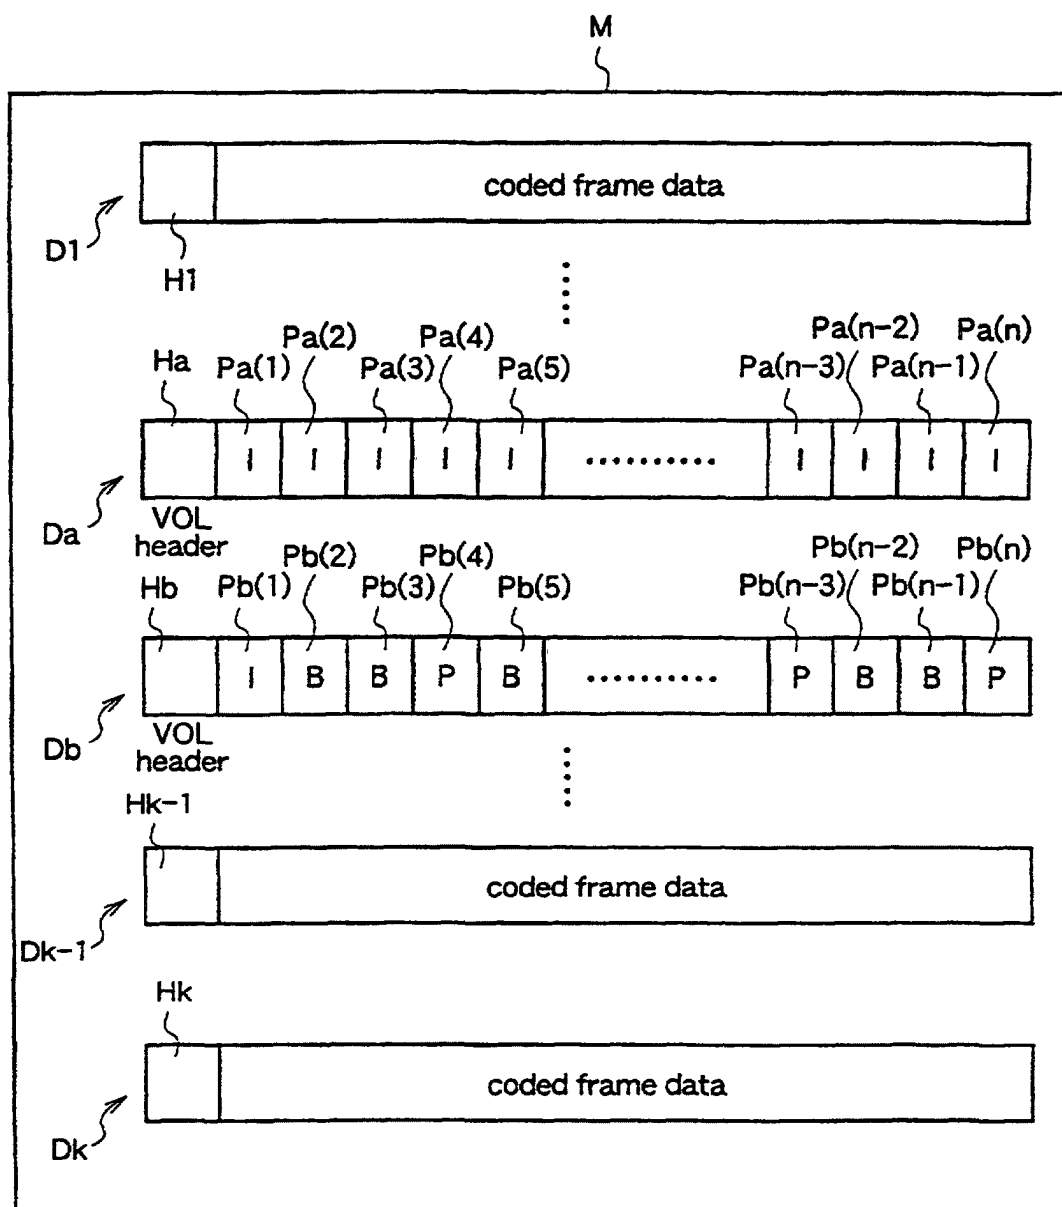 M
coded frame data
D1
H1
Pa(2) Pa(4) Pa(n-2) Pa(n)
Ha Pa(1) Pa(3) Pa(5) Pa(n-3) Pa(n-1)
I I I I I I I I I
Da
VOL
header
Pb(2) Pb(4) Pb(n-2) Pb(n)
Hb Pb(1) Pb(3) Pb(5) Pb(n-3) Pb(n-1)
I B B P B P B B P
Db
VOL
header
Hk-1
coded frame data
Dk-1
Hk
coded frame data
Dk